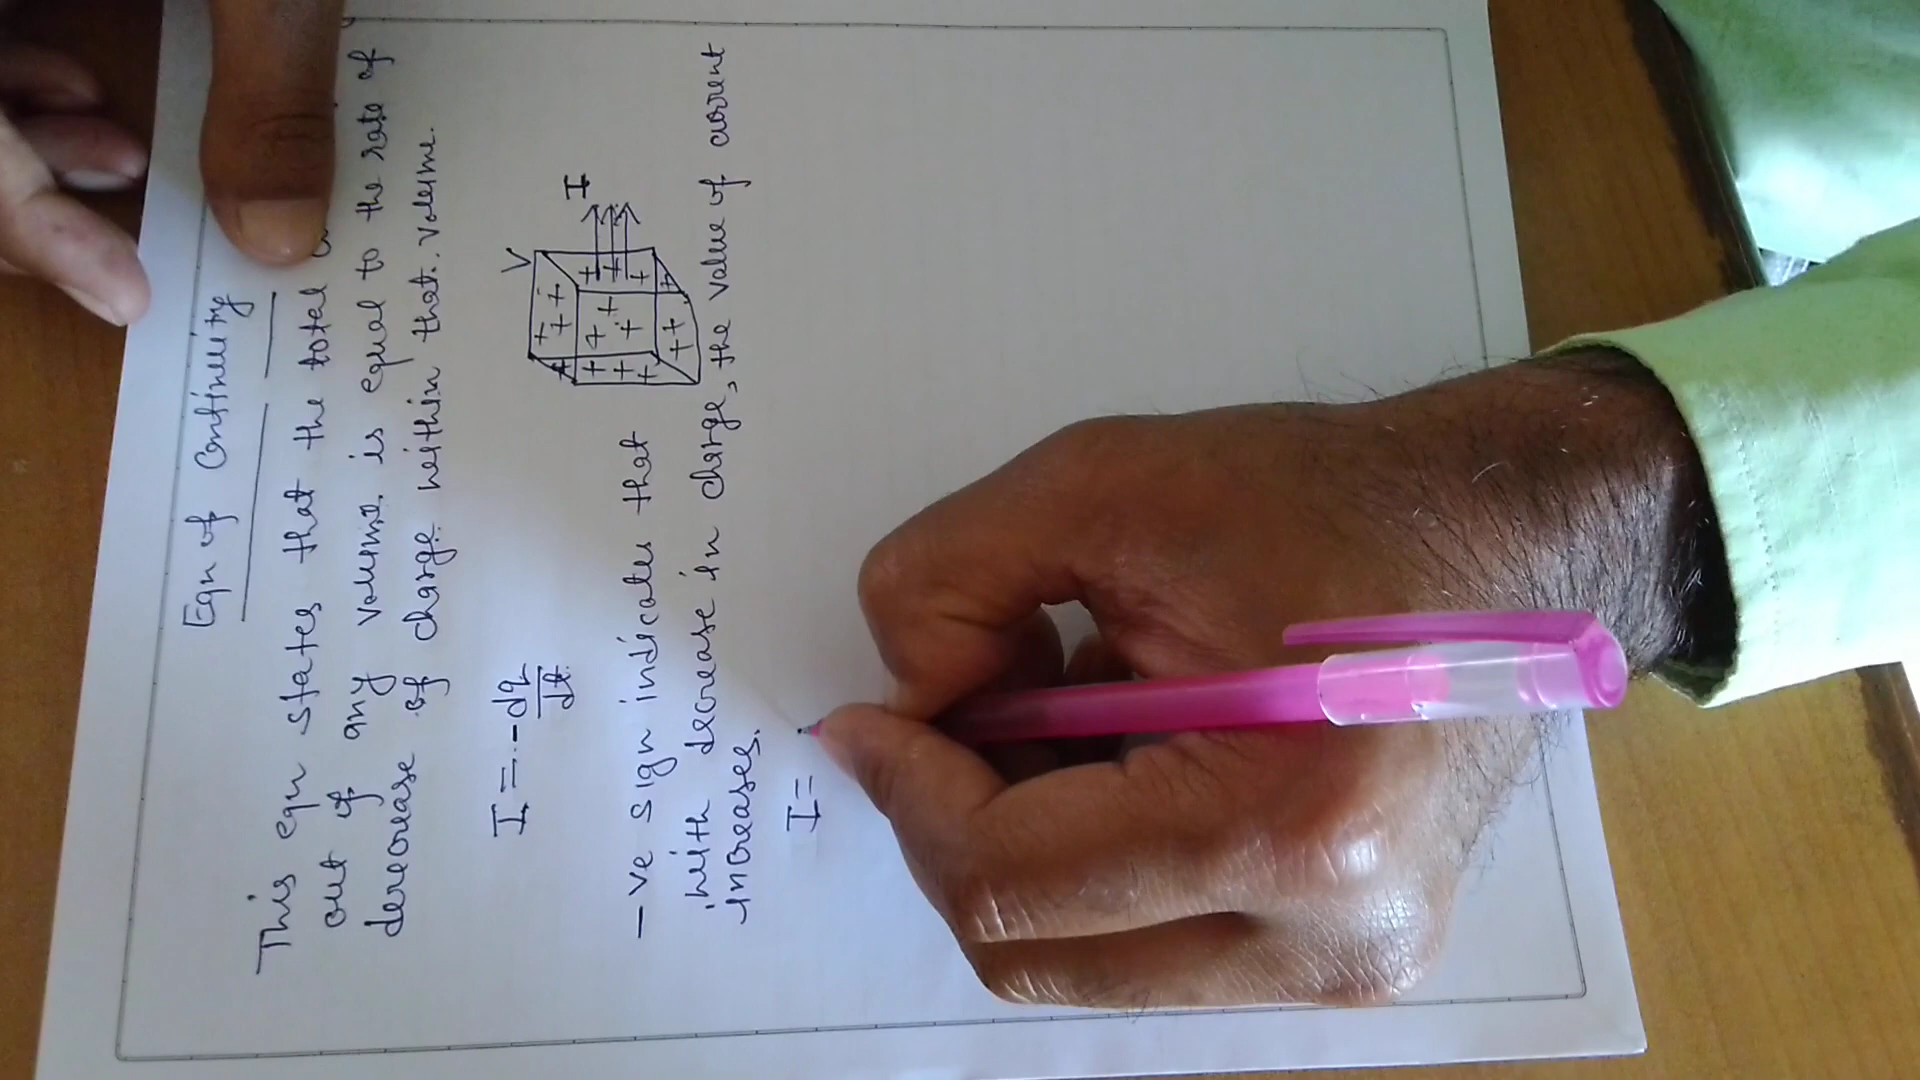 Eqn of Continuity
This eqn states that the total
out of any volume is equal to the rate of
decrease of charge within that volume.
I = - dq/dt
V
I
-ve sign indicates that
with decrease in charge, the value of current
increases.
I =